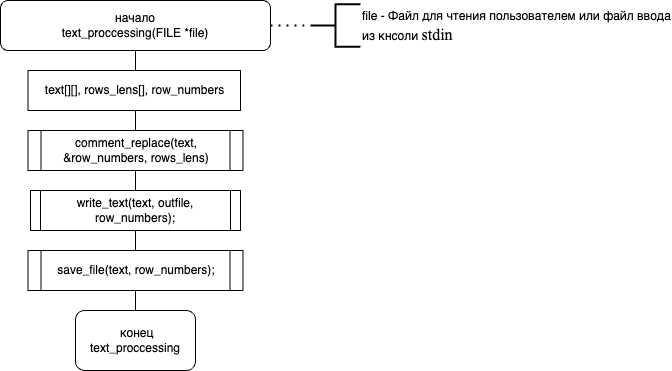 начало
text_proccessing(FILE *file)
file - Файл для чтения пользователем или файл ввода
из кнсоли stdin
text[][], rows_lens[], row_numbers
comment_replace(text,
&row_numbers, rows_lens)
write_text(text, outfile,
row_numbers);
save_file(text, row_numbers);
конец
text_proccessing